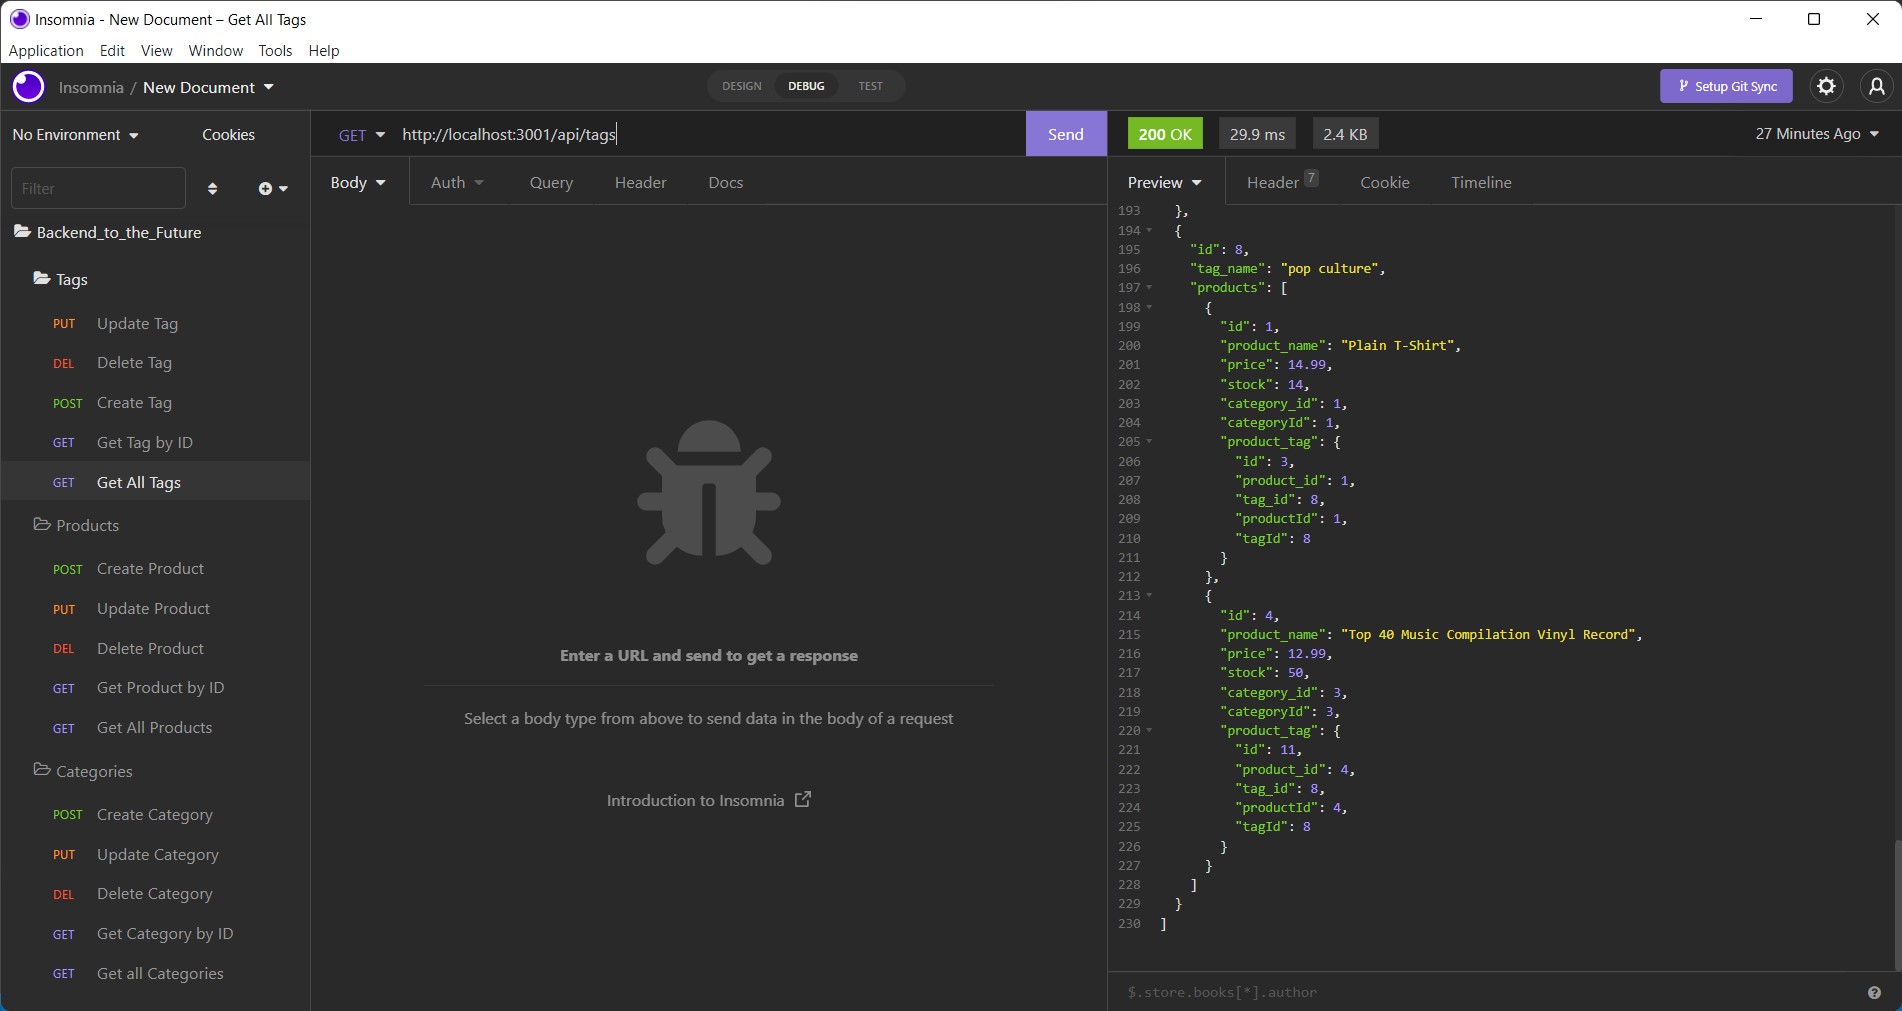 Insomnia - New Document – Get All Tags
Application Edit View Window Tools Help
Insomnia / New Document
DESIGN DEBUG TEST
Setup Git Sync
No Environment Cookies
Filter
Backend_to_the_Future
Tags
PUT Update Tag
DEL Delete Tag
POST Create Tag
GET Get Tag by ID
GET Get All Tags
Products
POST Create Product
PUT Update Product
DEL Delete Product
GET Get Product by ID
GET Get All Products
Categories
POST Create Category
PUT Update Category
DEL Delete Category
GET Get Category by ID
GET Get all Categories
GET http://localhost:3001/api/tags Send
Body Auth Query Header Docs
Enter a URL and send to get a response
Select a body type from above to send data in the body of a request
Introduction to Insomnia
200 OK 29.9 ms 2.4 KB 27 Minutes Ago
Preview Header 7 Cookie Timeline
193 },
194 {
195 "id": 8,
196 "tag_name": "pop culture",
197 "products": [
198 {
199 "id": 1,
200 "product_name": "Plain T-Shirt",
201 "price": 14.99,
202 "stock": 14,
203 "category_id": 1,
204 "categoryId": 1,
205 "product_tag": {
206 "id": 3,
207 "product_id": 1,
208 "tag_id": 8,
209 "productId": 1,
210 "tagId": 8
211 }
212 },
213 {
214 "id": 4,
215 "product_name": "Top 40 Music Compilation Vinyl Record",
216 "price": 12.99,
217 "stock": 50,
218 "category_id": 3,
219 "categoryId": 3,
220 "product_tag": {
221 "id": 11,
222 "product_id": 4,
223 "tag_id": 8,
224 "productId": 4,
225 "tagId": 8
226 }
227 }
228 ]
229 }
230 ]
$.store.books[*].author